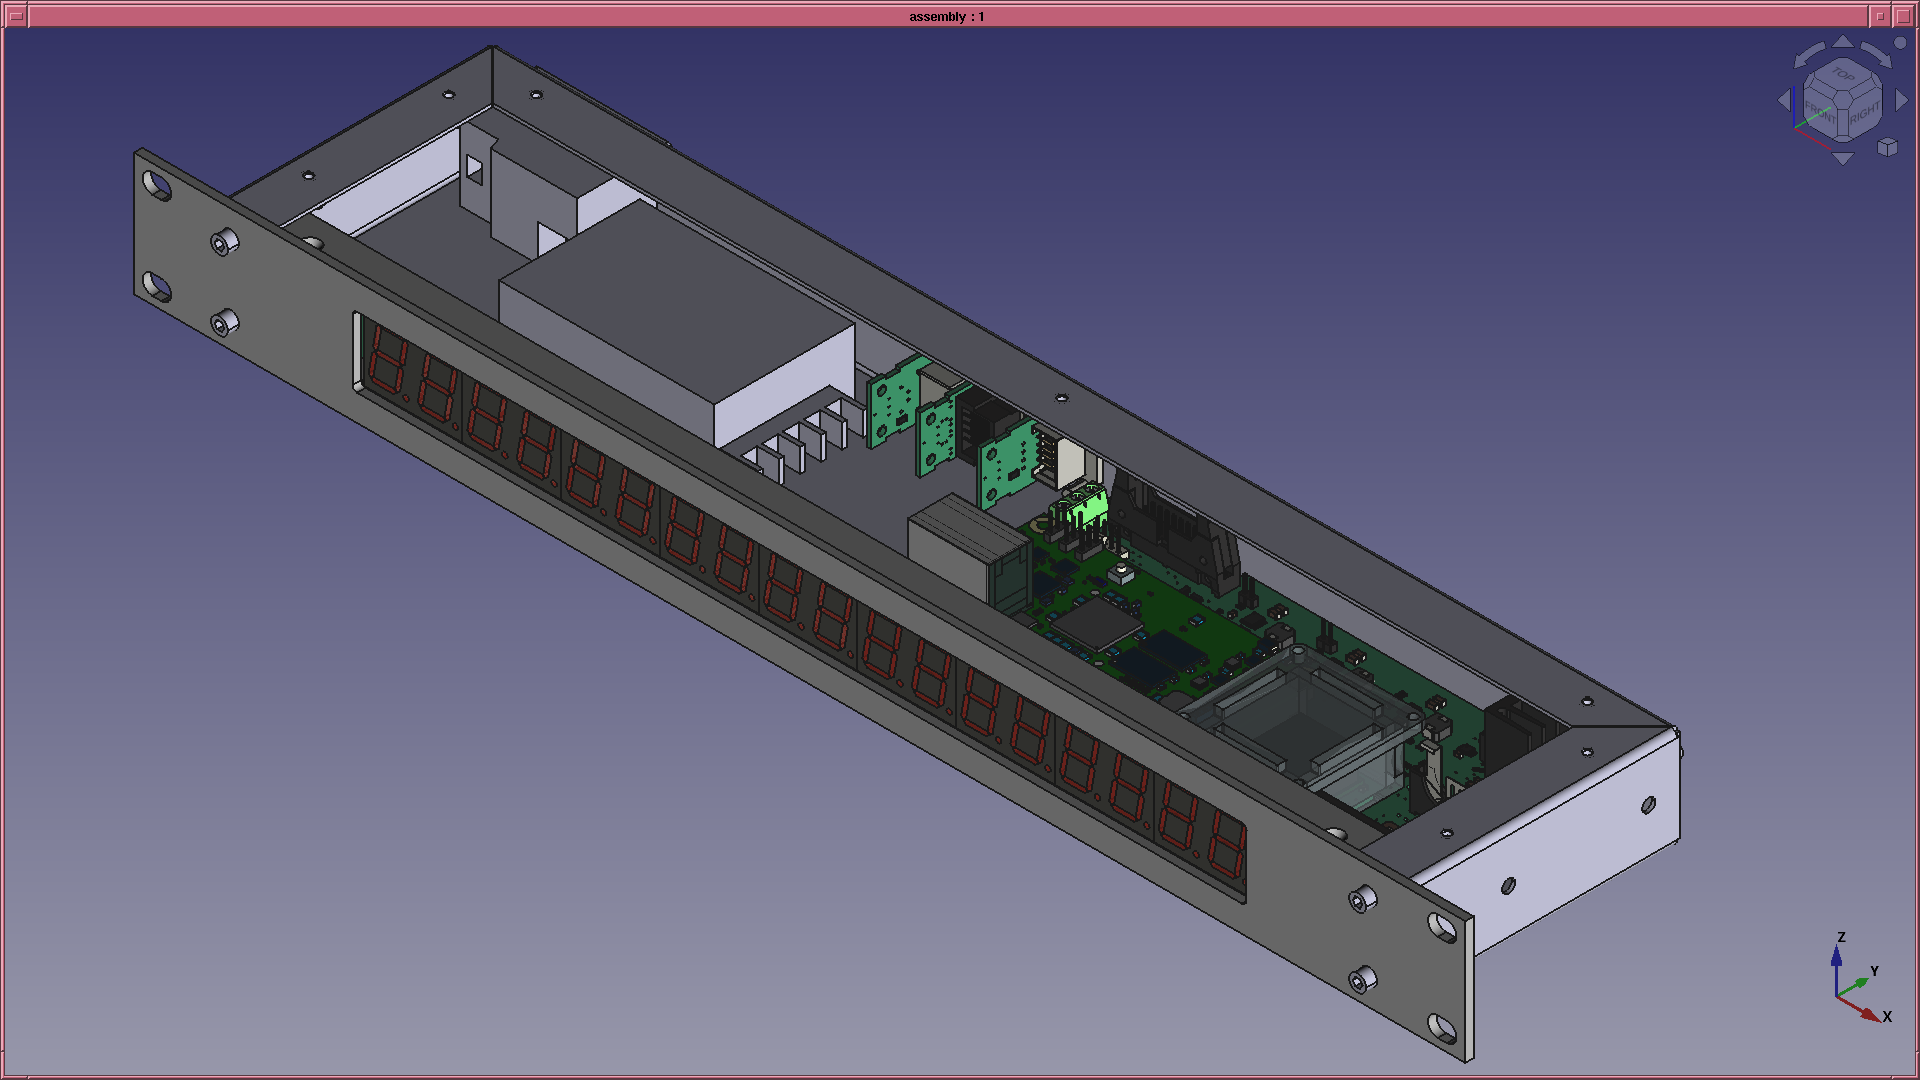 assembly : 1
TOP
FRONT
RIGHT
Z
Y
X